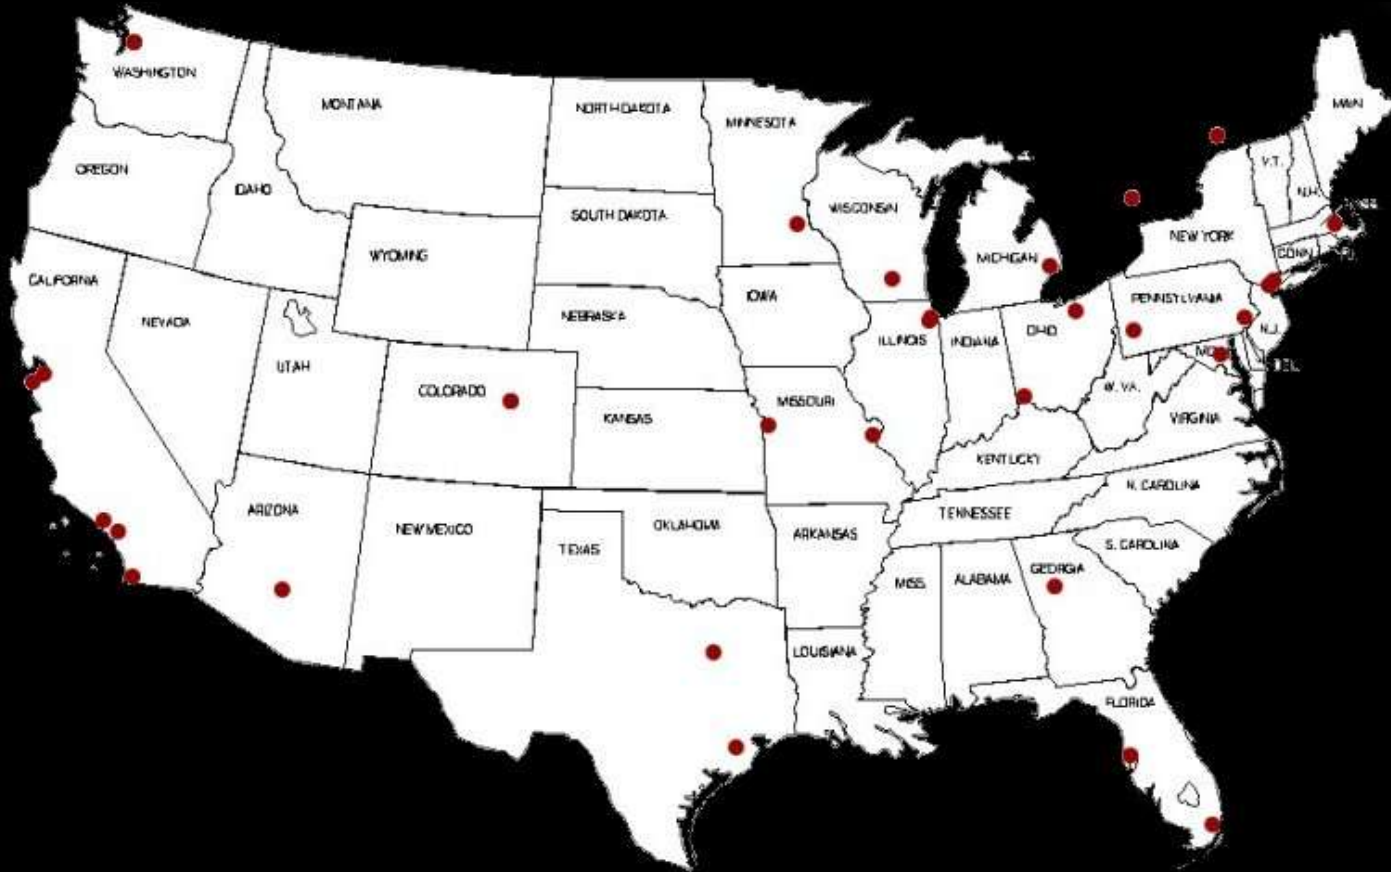 WASHINGTON
MONTANA
NORTH DAKOTA
MINNESOTA
MAIN
OREGON
IDAHO
WYOMING
SOUTH DAKOTA
WISCONSIN
MICHIGAN
NEW YORK
V.T.
N.H.
CONN
CALIFORNIA
NEVADA
UTAH
COLORADO
NEBRASKA
IOWA
ILLINOIS
INDIANA
OHIO
PENNSYLVANIA
N.J.
DEL
KANSAS
MISSOURI
W. VA.
VIRGINIA
KENTUCKY
ARIZONA
NEW MEXICO
TEXAS
OKLAHOMA
ARKANSAS
TENNESSEE
N. CAROLINA
S. CAROLINA
MISS
ALABAMA
GEORGIA
LOUISIANA
FLORIDA